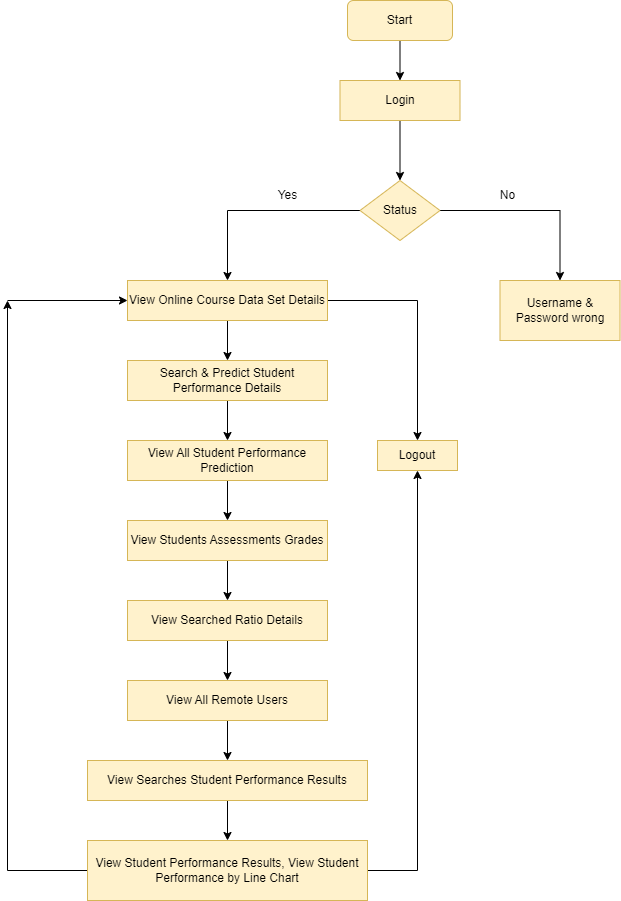 Start
Login
Status
Yes
No
View Online Course Data Set Details
Username &
Password wrong
Search & Predict Student
Performance Details
View All Student Performance
Prediction
Logout
View Students Assessments Grades
View Searched Ratio Details
View All Remote Users
View Searches Student Performance Results
View Student Performance Results, View Student
Performance by Line Chart